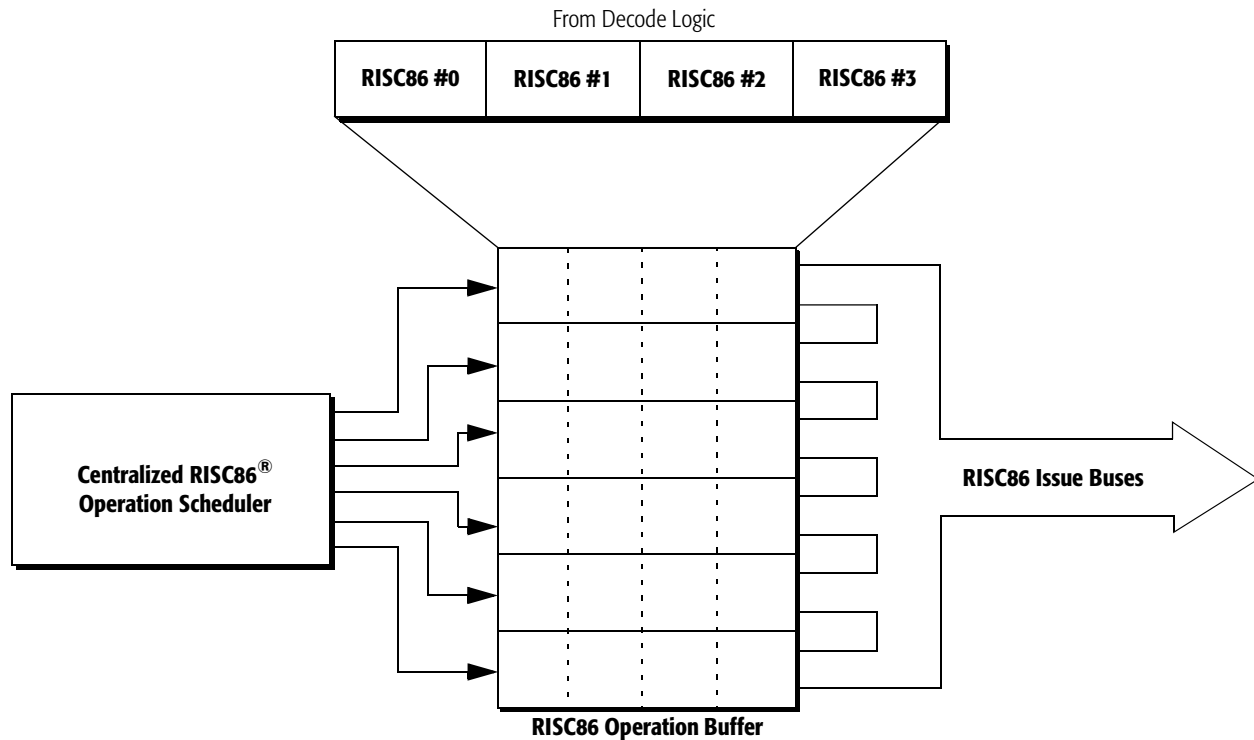 From Decode Logic
RISC86 #0
RISC86 #1
RISC86 #2
RISC86 #3
Centralized RISC86®
Operation Scheduler
RISC86 Issue Buses
RISC86 Operation Buffer